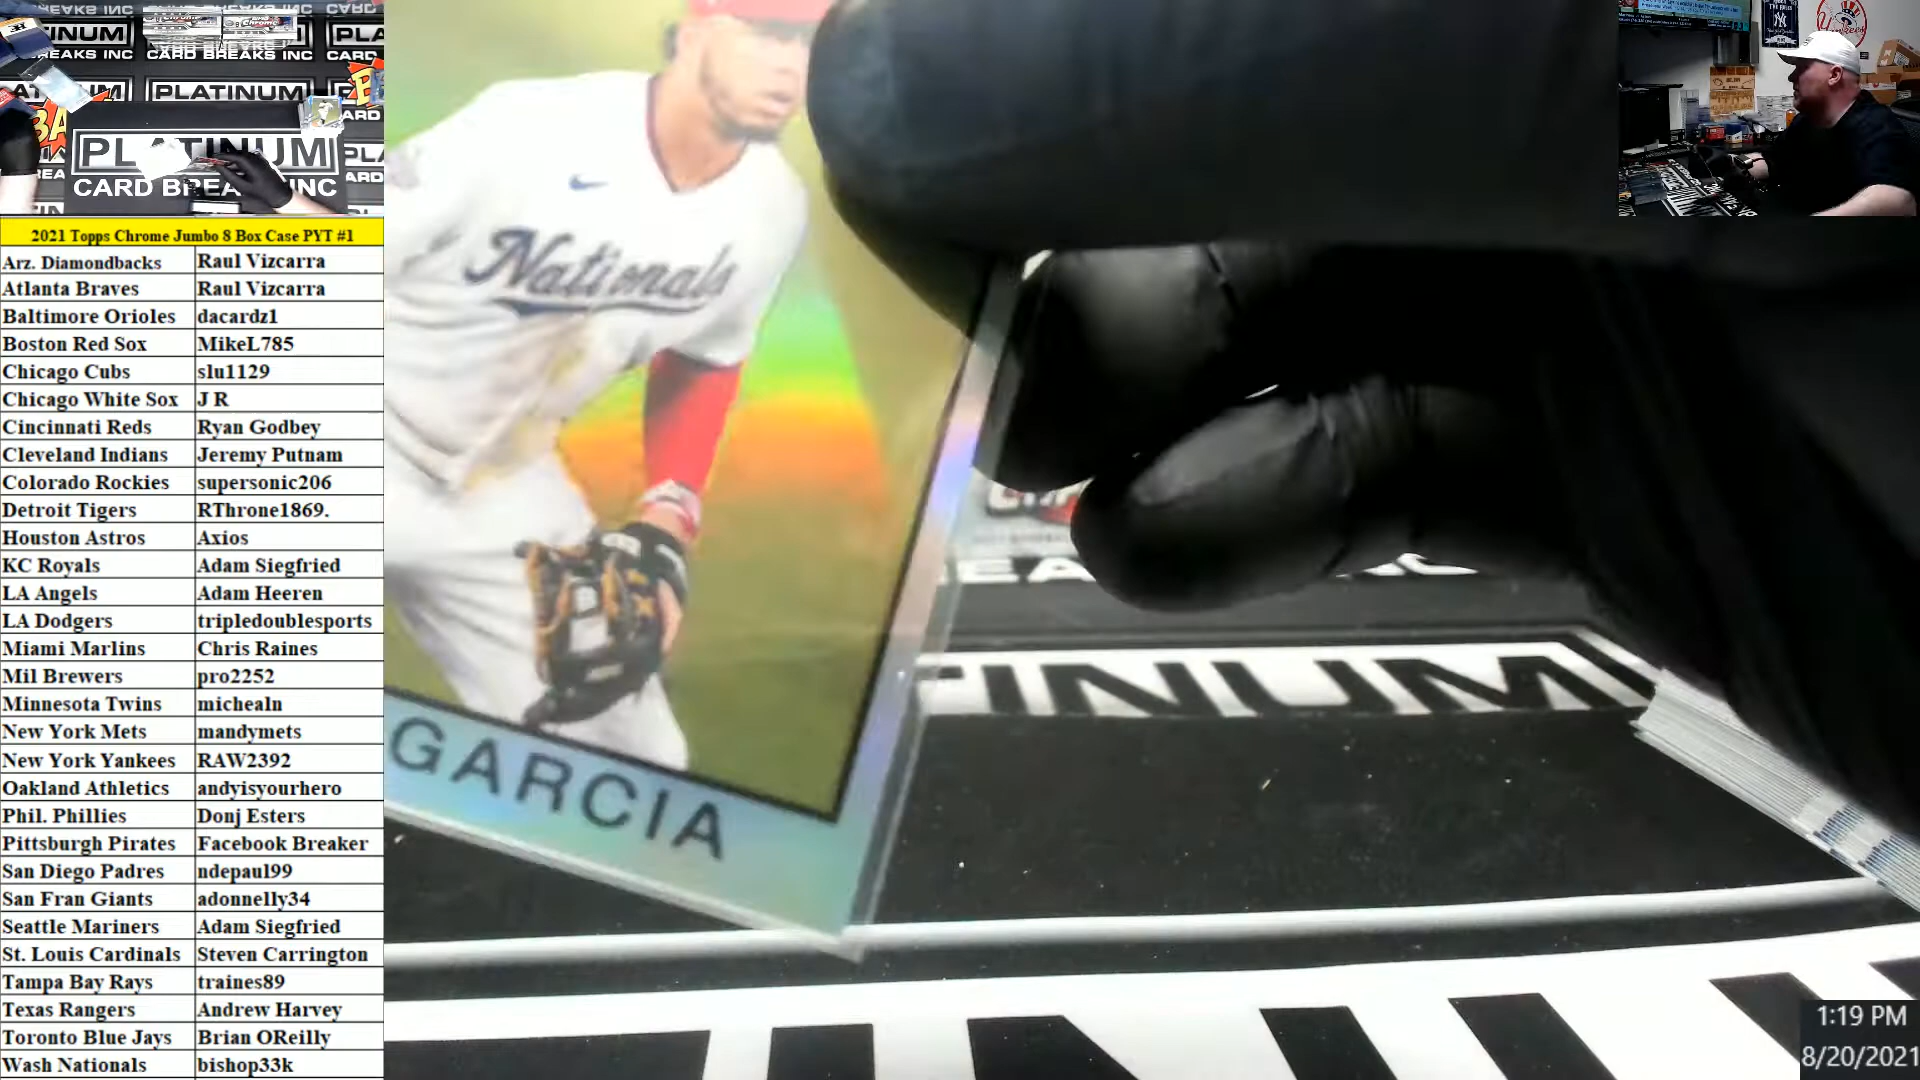 PLATINUM
CARD BREAKS INC
PLATINUM
PLATINUM
CARD BREAKS INC
2021 Topps Chrome Jumbo 8 Box Case PYT #1
Arz. Diamondbacks Raul Vizcarra
Atlanta Braves Raul Vizcarra
Baltimore Orioles dacardz1
Boston Red Sox MikeL785
Chicago Cubs slu1129
Chicago White Sox J R
Cincinnati Reds Ryan Godbey
Cleveland Indians Jeremy Putnam
Colorado Rockies supersonic206
Detroit Tigers RThrone1869.
Houston Astros Axios
KC Royals Adam Siegfried
LA Angels Adam Heeren
LA Dodgers tripledoublesports
Miami Marlins Chris Raines
Mil Brewers pro2252
Minnesota Twins michealn
New York Mets mandymets
New York Yankees RAW2392
Oakland Athletics andyisyourhero
Phil. Phillies Donj Esters
Pittsburgh Pirates Facebook Breaker
San Diego Padres ndepaul99
San Fran Giants adonnelly34
Seattle Mariners Adam Siegfried
St. Louis Cardinals Steven Carrington
Tampa Bay Rays traines89
Texas Rangers Andrew Harvey
Toronto Blue Jays Brian OReilly
Wash Nationals bishop33k
Nationals
GARCIA
TINUM
1:19 PM
8/20/2021